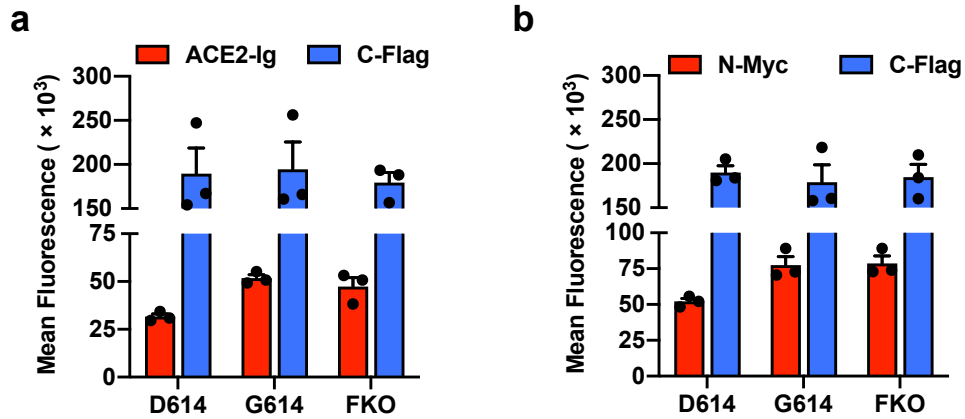 a
ACE2-Ig C-Flag
Mean Fluorescence ( × 10³)
300
250
200
150
75
50
25
0
D614 G614 FKO
b
N-Myc C-Flag
Mean Fluorescence ( × 10³)
300
250
200
150
100
75
50
25
0
D614 G614 FKO